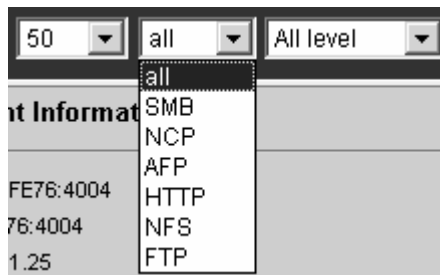 50 all All level
all
nt Informat SMB
NCP
AFP
FE76:4004 HTTP
76:4004 NFS
1.25 FTP